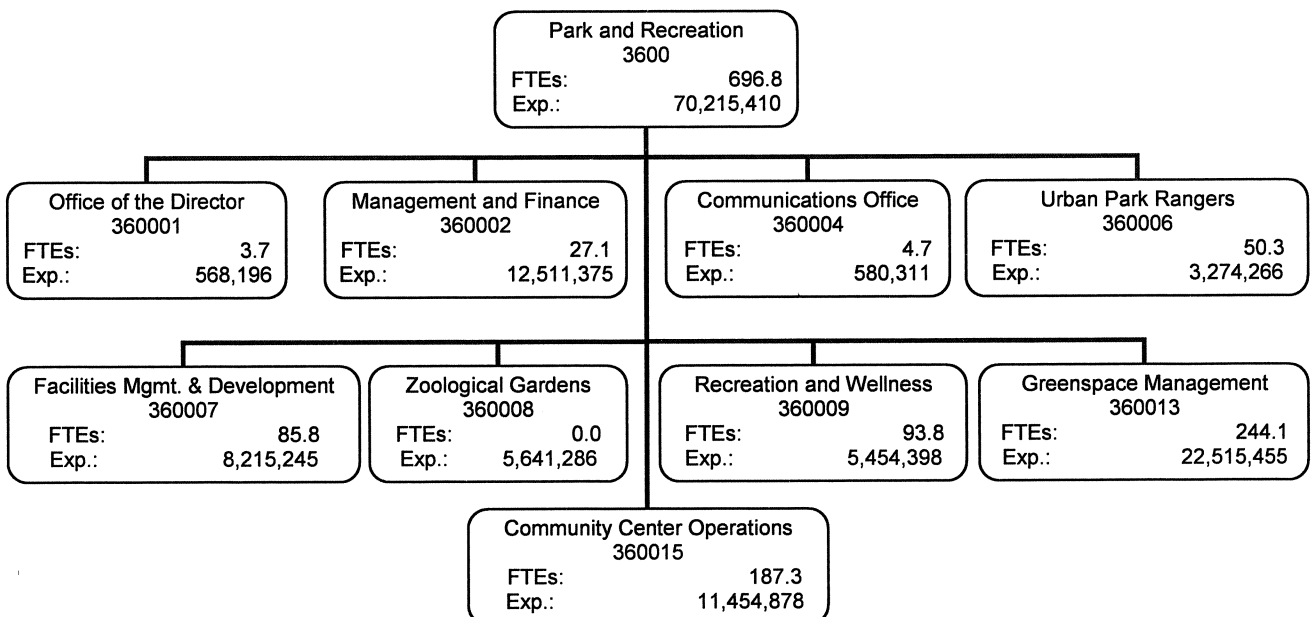 Park and Recreation
3600
FTEs: 696.8
Exp.: 70,215,410
Office of the Director
360001
FTEs: 3.7
Exp.: 568,196
Management and Finance
360002
FTEs: 27.1
Exp.: 12,511,375
Communications Office
360004
FTEs: 4.7
Exp.: 580,311
Urban Park Rangers
360006
FTEs: 50.3
Exp.: 3,274,266
Facilities Mgmt. & Development
360007
FTEs: 85.8
Exp.: 8,215,245
Zoological Gardens
360008
FTEs: 0.0
Exp.: 5,641,286
Recreation and Wellness
360009
FTEs: 93.8
Exp.: 5,454,398
Greenspace Management
360013
FTEs: 244.1
Exp.: 22,515,455
Community Center Operations
360015
FTEs: 187.3
Exp.: 11,454,878